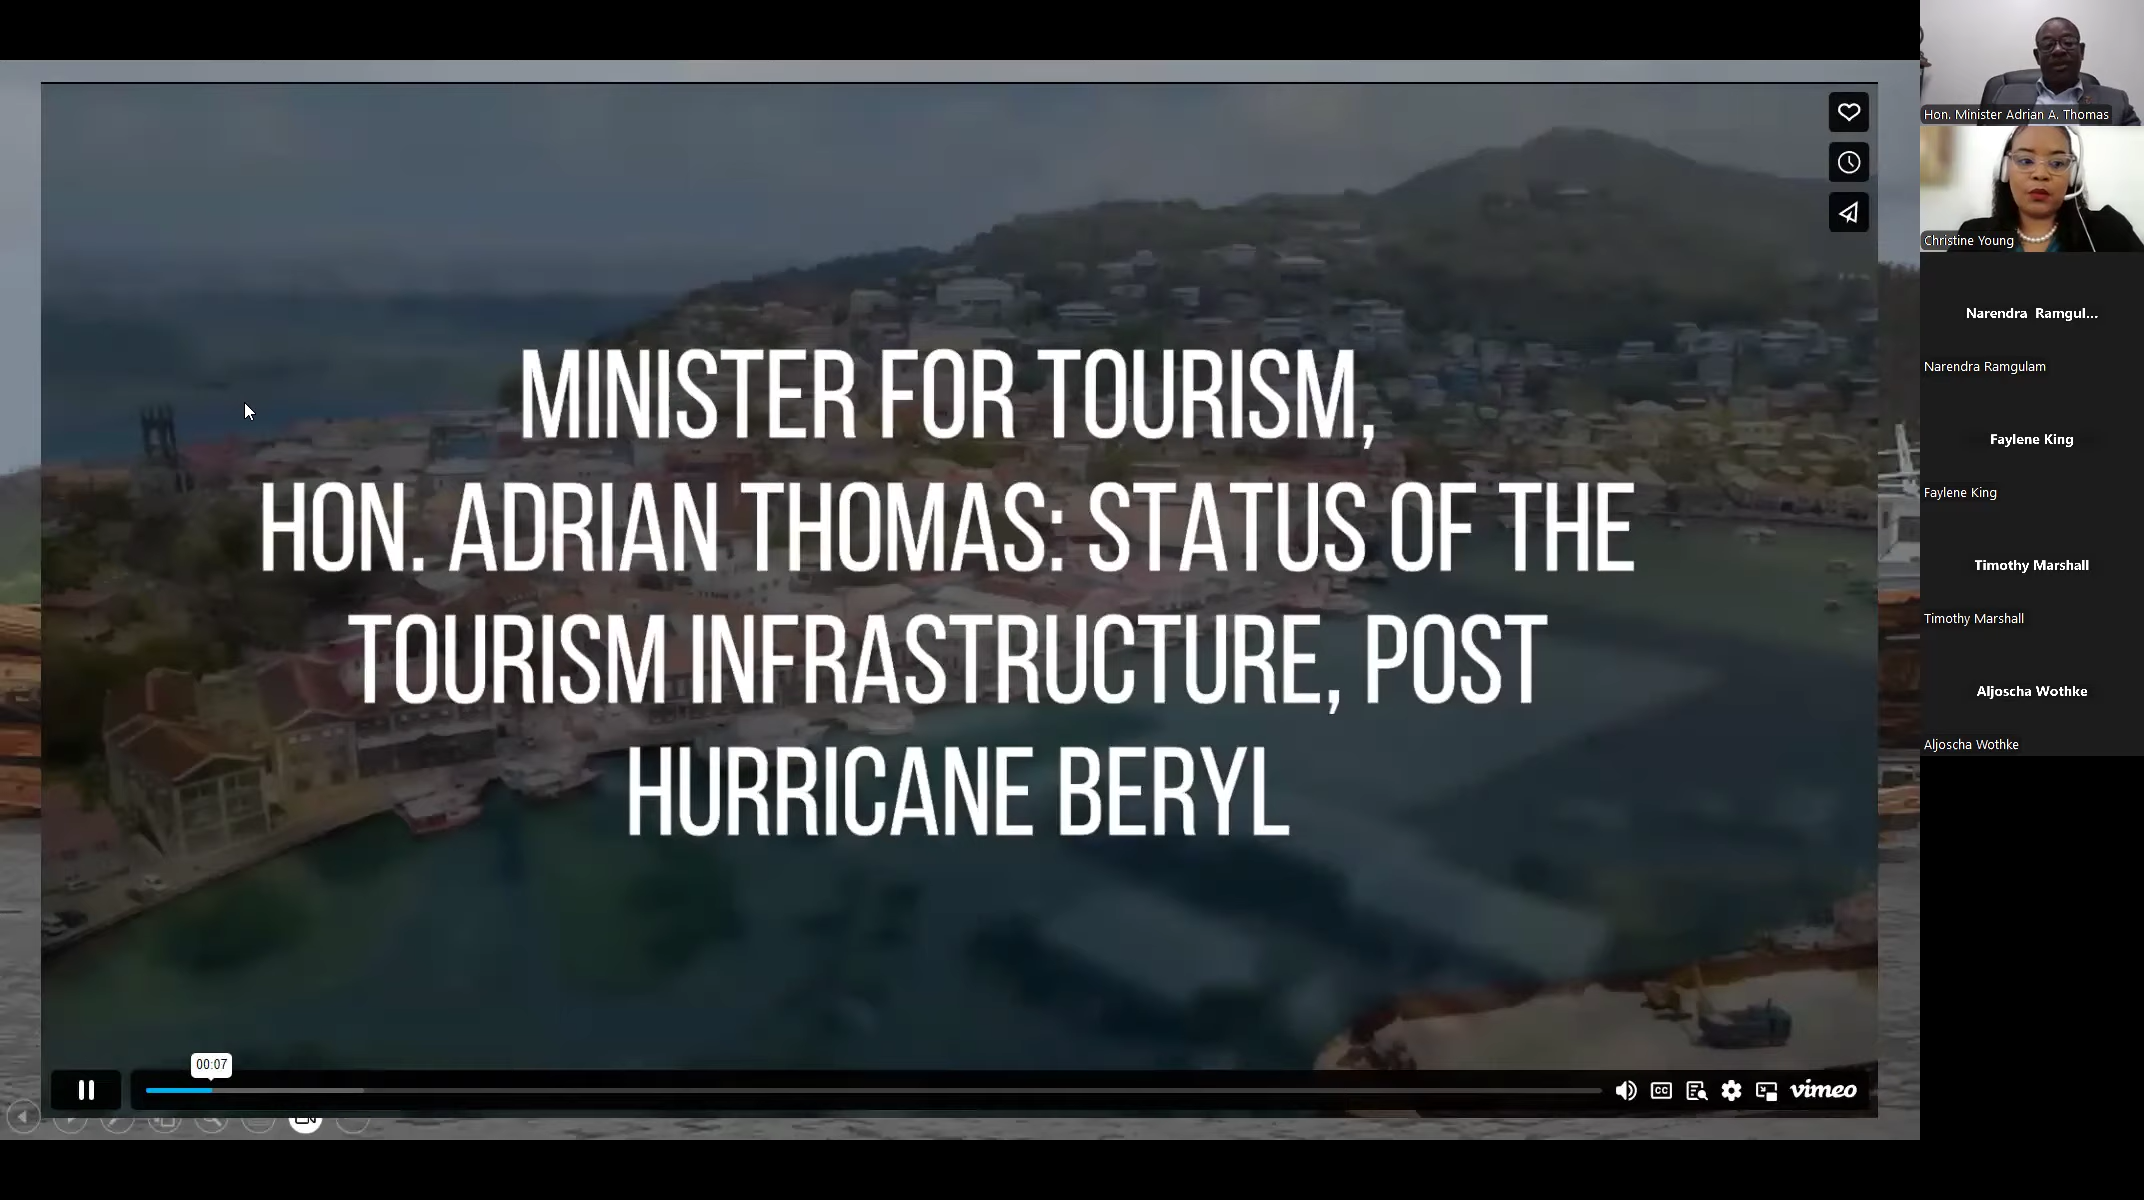 MINISTER FOR TOURISM,
HON. ADRIAN THOMAS: STATUS OF THE
TOURISM INFRASTRUCTURE, POST
HURRICANE BERYL
00:07
CC
vimeo
Hon. Minister Adrian A. Thomas
Christine Young
Narendra Ramgul...
Narendra Ramgulam
Faylene King
Faylene King
Timothy Marshall
Timothy Marshall
Aljoscha Wothke
Aljoscha Wothke